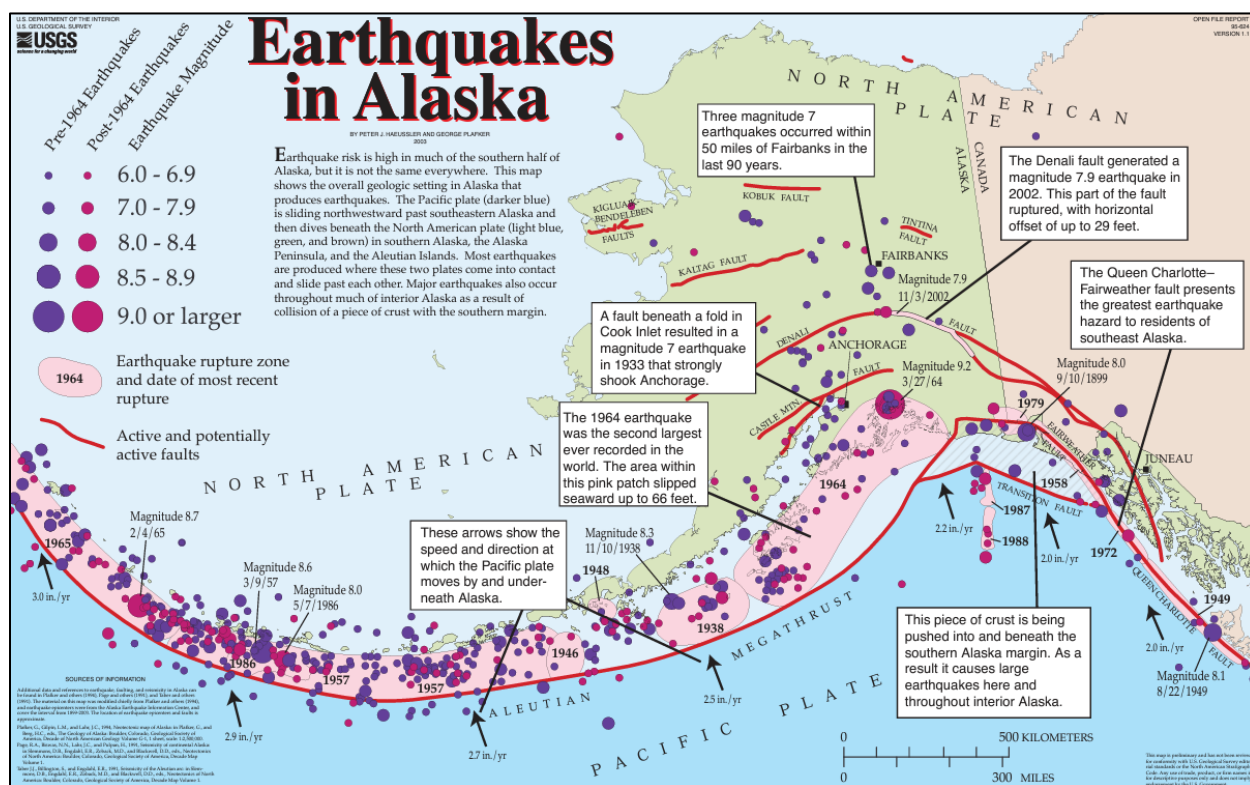 U.S. DEPARTMENT OF THE INTERIOR
U.S. GEOLOGICAL SURVEY
USGS
science for a changing world
OPEN FILE REPORT
95-624
VERSION 1.1
Earthquakes
in Alaska
BY PETER J. HAEUSSLER AND GEORGE PLAFKER
2003
Earthquake risk is high in much of the southern half of
Alaska, but it is not the same everywhere. This map
shows the overall geologic setting in Alaska that
produces earthquakes. The Pacific plate (darker blue)
is sliding northwestward past southeastern Alaska and
then dives beneath the North American plate (light blue,
green, and brown) in southern Alaska, the Alaska
Peninsula, and the Aleutian Islands. Most earthquakes
are produced where these two plates come into contact
and slide past each other. Major earthquakes also occur
throughout much of interior Alaska as a result of
collision of a piece of crust with the southern margin.
Pre-1964 Earthquakes
Post-1964 Earthquakes
Earthquake Magnitude
6.0 - 6.9
7.0 - 7.9
8.0 - 8.4
8.5 - 8.9
9.0 or larger
1964
Earthquake rupture zone
and date of most recent
rupture
Active and potentially
active faults
NORTH AMERICAN
PLATE
ALASKA
CANADA
Three magnitude 7
earthquakes occurred within
50 miles of Fairbanks in the
last 90 years.
The Denali fault generated a
magnitude 7.9 earthquake in
2002. This part of the fault
ruptured, with horizontal
offset of up to 29 feet.
The Queen Charlotte–
Fairweather fault presents
the greatest earthquake
hazard to residents of
southeast Alaska.
A fault beneath a fold in
Cook Inlet resulted in a
magnitude 7 earthquake
in 1933 that strongly
shook Anchorage.
The 1964 earthquake
was the second largest
ever recorded in the
world. The area within
this pink patch slipped
seaward up to 66 feet.
These arrows show the
speed and direction at
which the Pacific plate
moves by and under-
neath Alaska.
This piece of crust is being
pushed into and beneath the
southern Alaska margin. As a
result it causes large
earthquakes here and
throughout interior Alaska.
KOBUK FAULT
KIGLUAIK
BENDELEBEN
FAULTS
TINTINA
FAULT
KALTAG FAULT
FAIRBANKS
Magnitude 7.9
11/3/2002
DENALI
FAULT
ANCHORAGE
CASTLE MTN.
FAULT
Magnitude 9.2
3/27/64
Magnitude 8.0
9/10/1899
1979
FAIRWEATHER
FAULT
JUNEAU
1958
TRANSITION FAULT
1964
1987
1988
1972
2.2 in./yr
2.0 in./yr
QUEEN CHARLOTTE
FAULT
1949
2.0 in./yr
Magnitude 8.1
8/22/1949
NORTH AMERICAN
PLATE
1965
3.0 in./yr
Magnitude 8.7
2/4/65
Magnitude 8.6
3/9/57
Magnitude 8.0
5/7/1986
Magnitude 8.3
11/10/1938
1948
1938
1946
1986
1957
1957
2.9 in./yr
2.7 in./yr
2.5 in./yr
ALEUTIAN
MEGATHRUST
PACIFIC PLATE
0 500 KILOMETERS
0 300 MILES
SOURCES OF INFORMATION